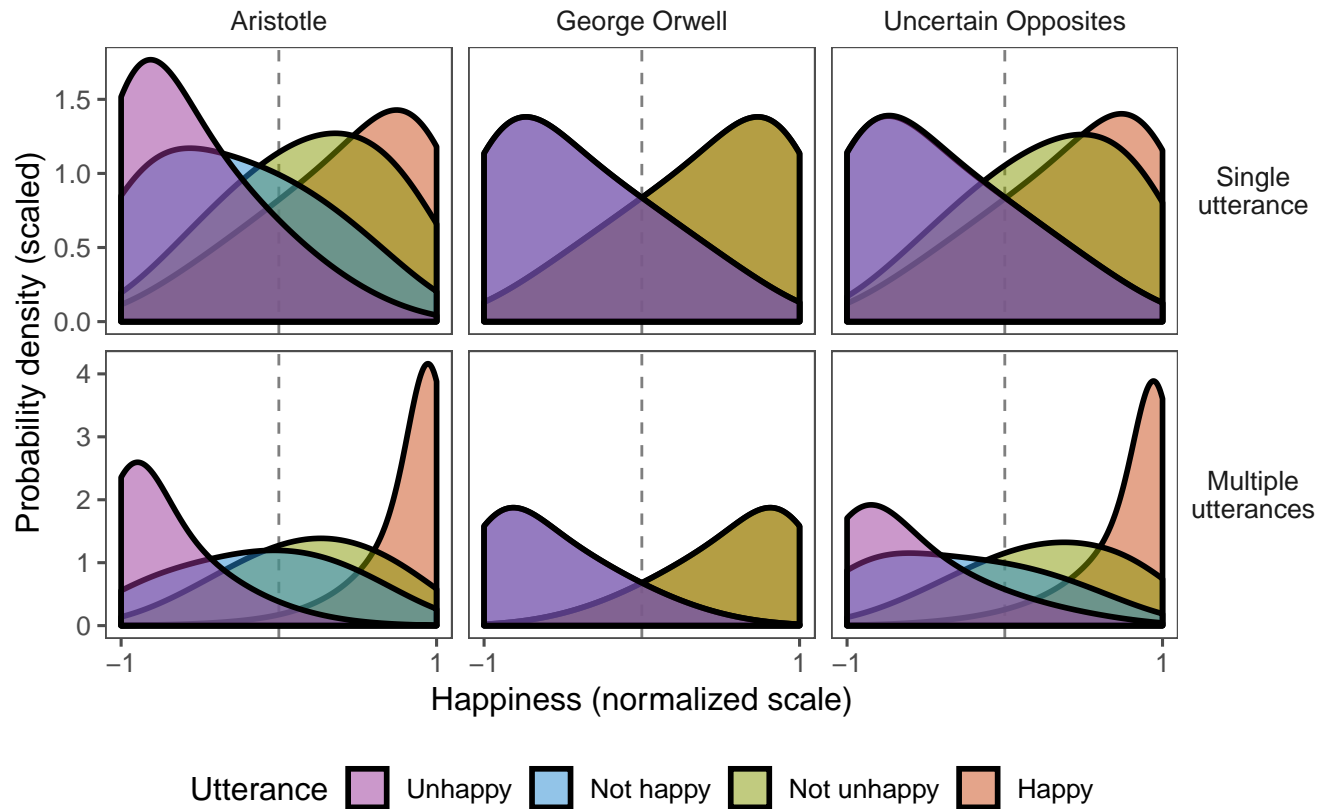 Aristotle George Orwell Uncertain Opposites
Probability density (scaled)
1.5
1.0
0.5
0.0
Single
utterance
4
3
2
1
0
Multiple
utterances
−1 1 −1 1 −1 1
Happiness (normalized scale)
Utterance Unhappy Not happy Not unhappy Happy